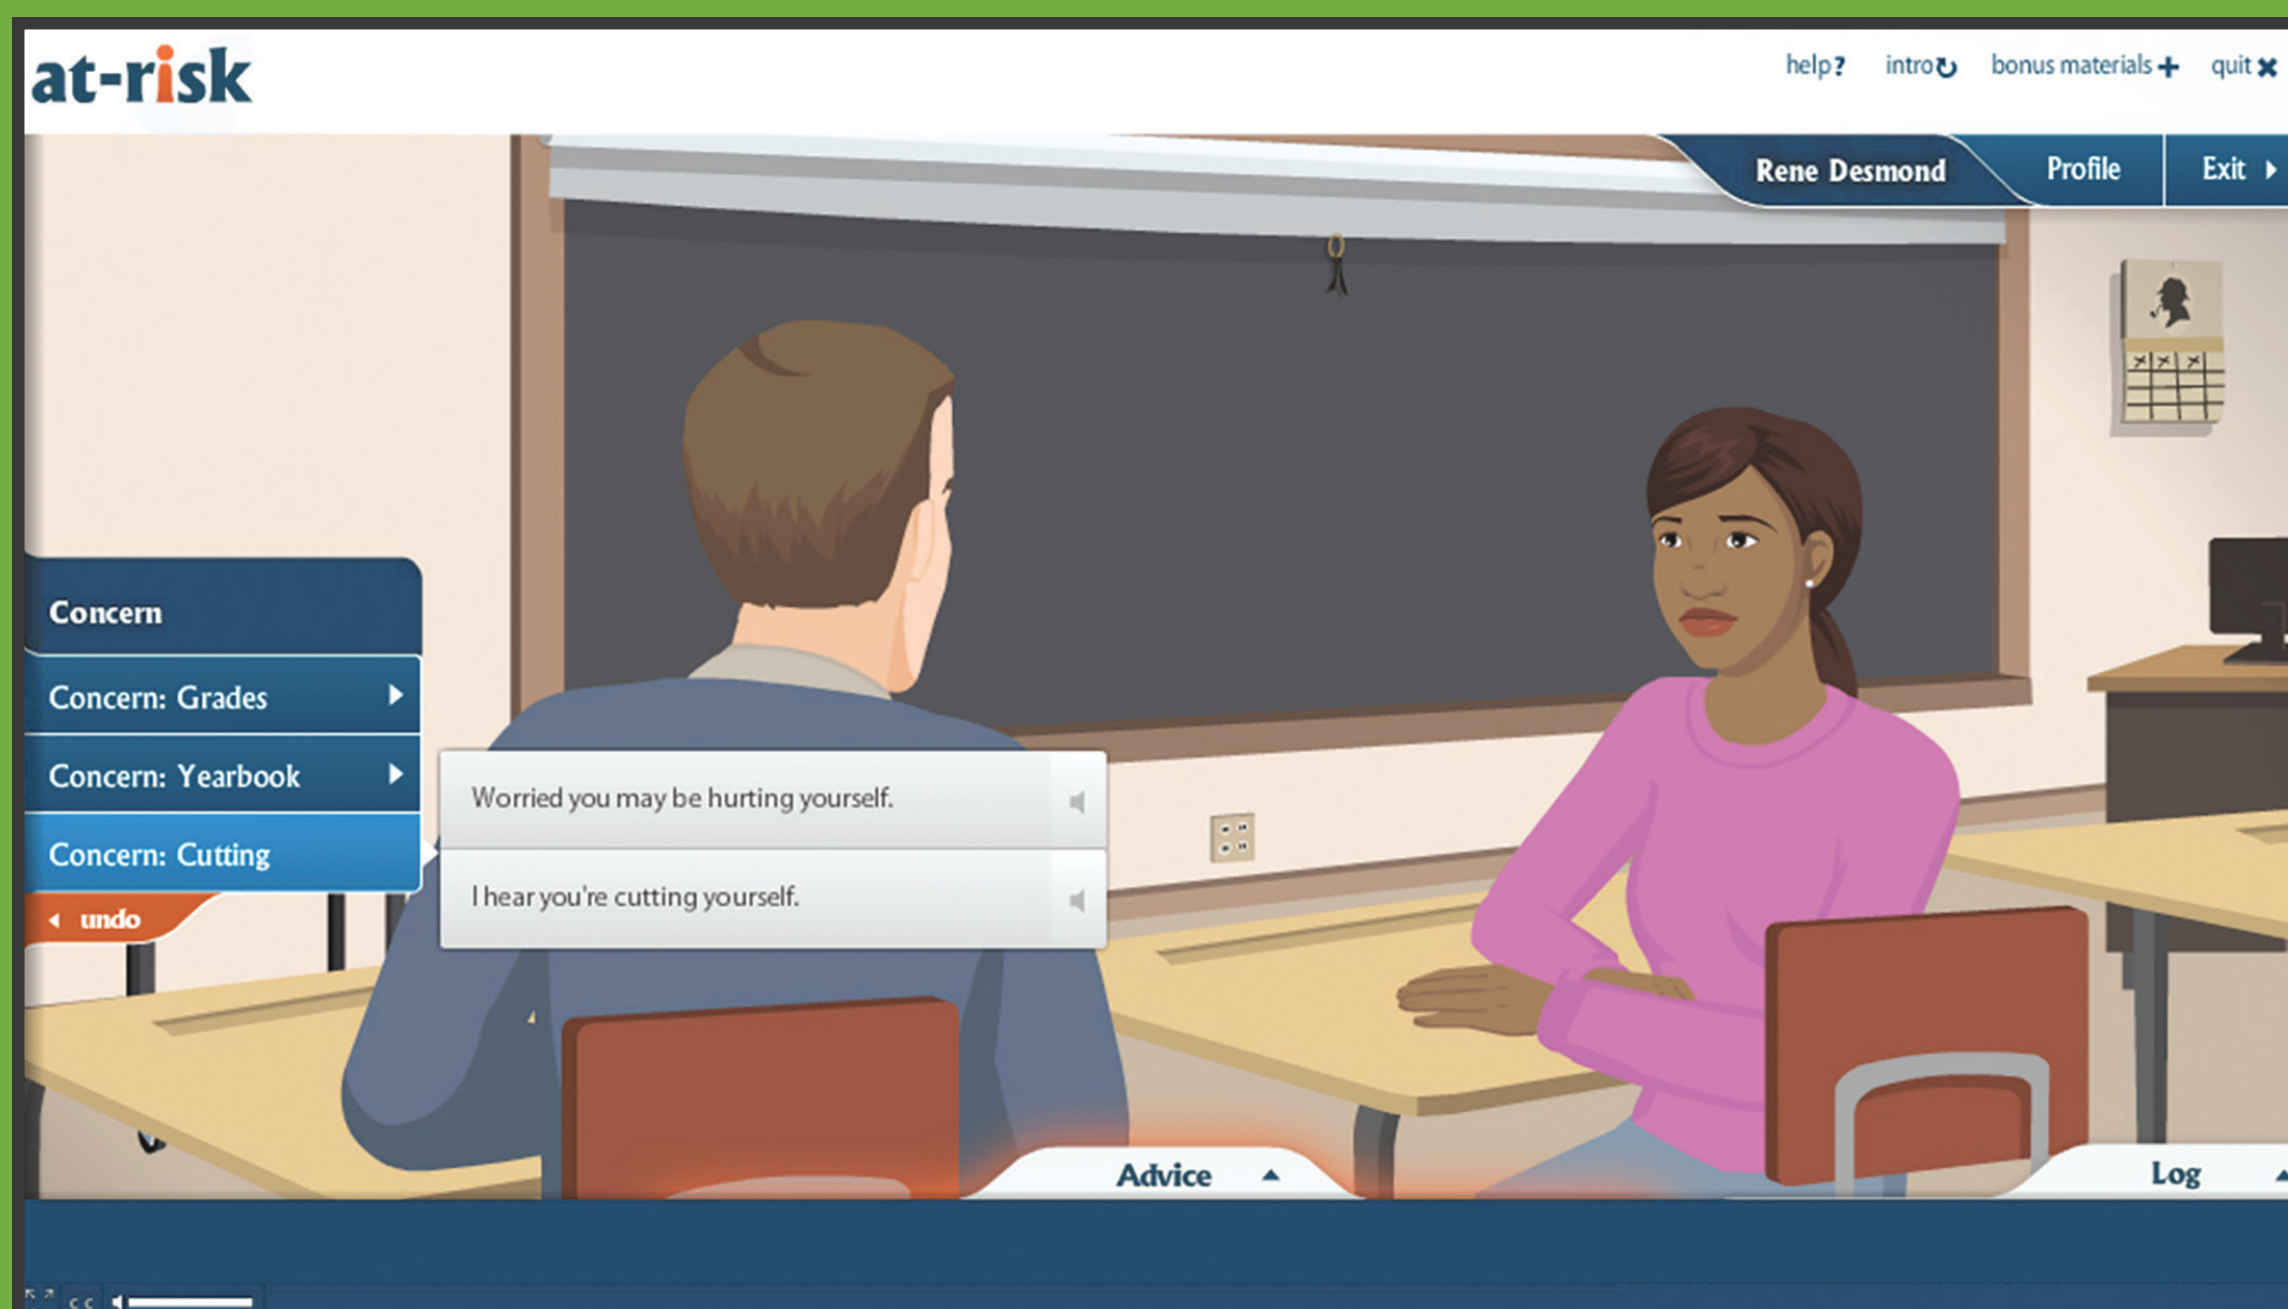 at-risk
help? intro bonus materials + quit ✖
Rene Desmond Profile Exit
Concern
Concern: Grades
Concern: Yearbook
Concern: Cutting
Worried you may be hurting yourself.
I hear you're cutting yourself.
undo
Advice
Log
cc